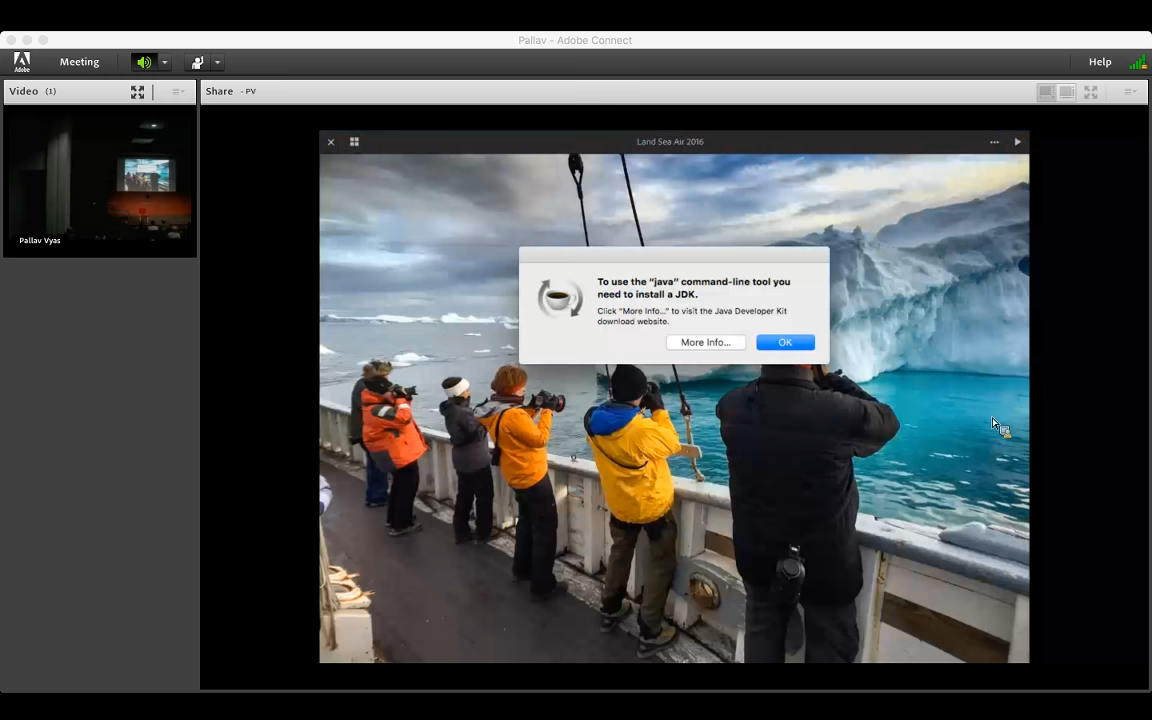 Pallav - Adobe Connect
Adobe
Meeting
Help
Video (1)
Share - PV
Land Sea Air 2016
To use the "java" command-line tool you
need to install a JDK.
Click "More Info..." to visit the Java Developer Kit
download website.
More Info...
OK
Pallav Vyas